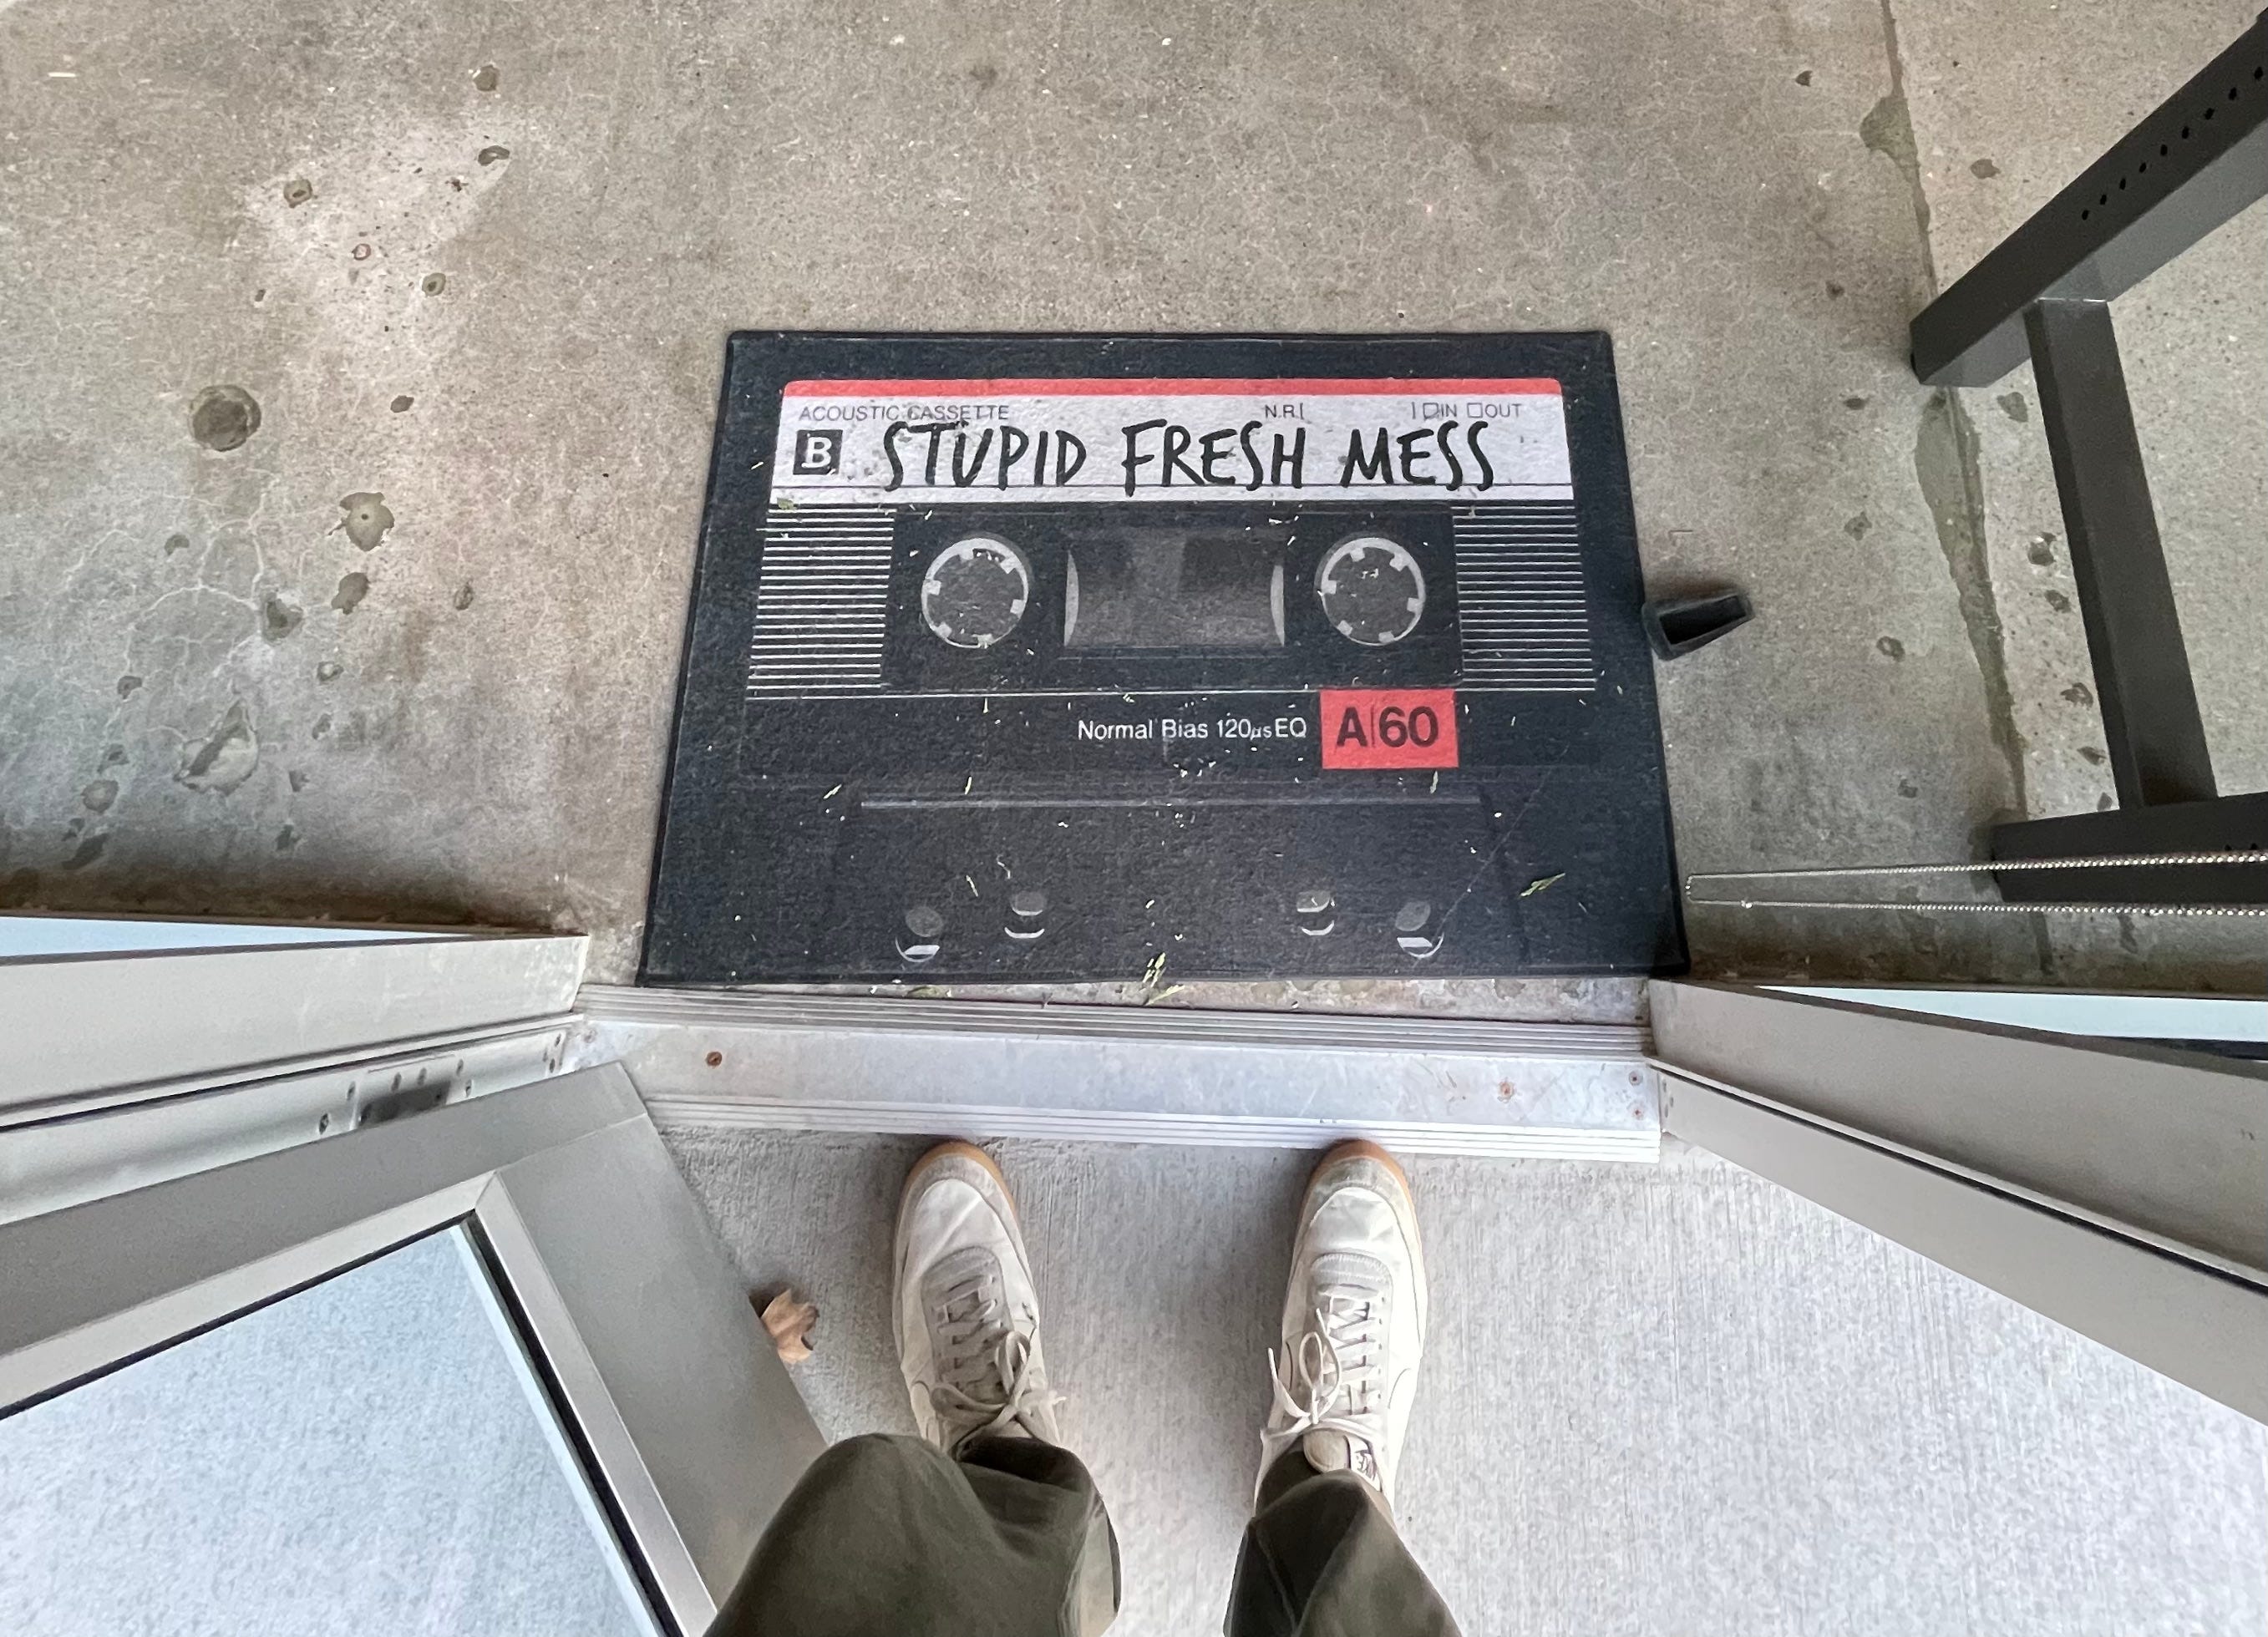 ACOUSTIC CASSETTE N.R. IN OUT
B STUPID FRESH MESS
Normal Bias 120µs EQ A|60